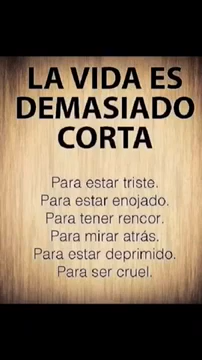 LA VIDA ES
DEMASIADO
CORTA
Para estar triste.
Para estar enojado.
Para tener rencor.
Para mirar atrás.
Para estar deprimido.
Para ser cruel.